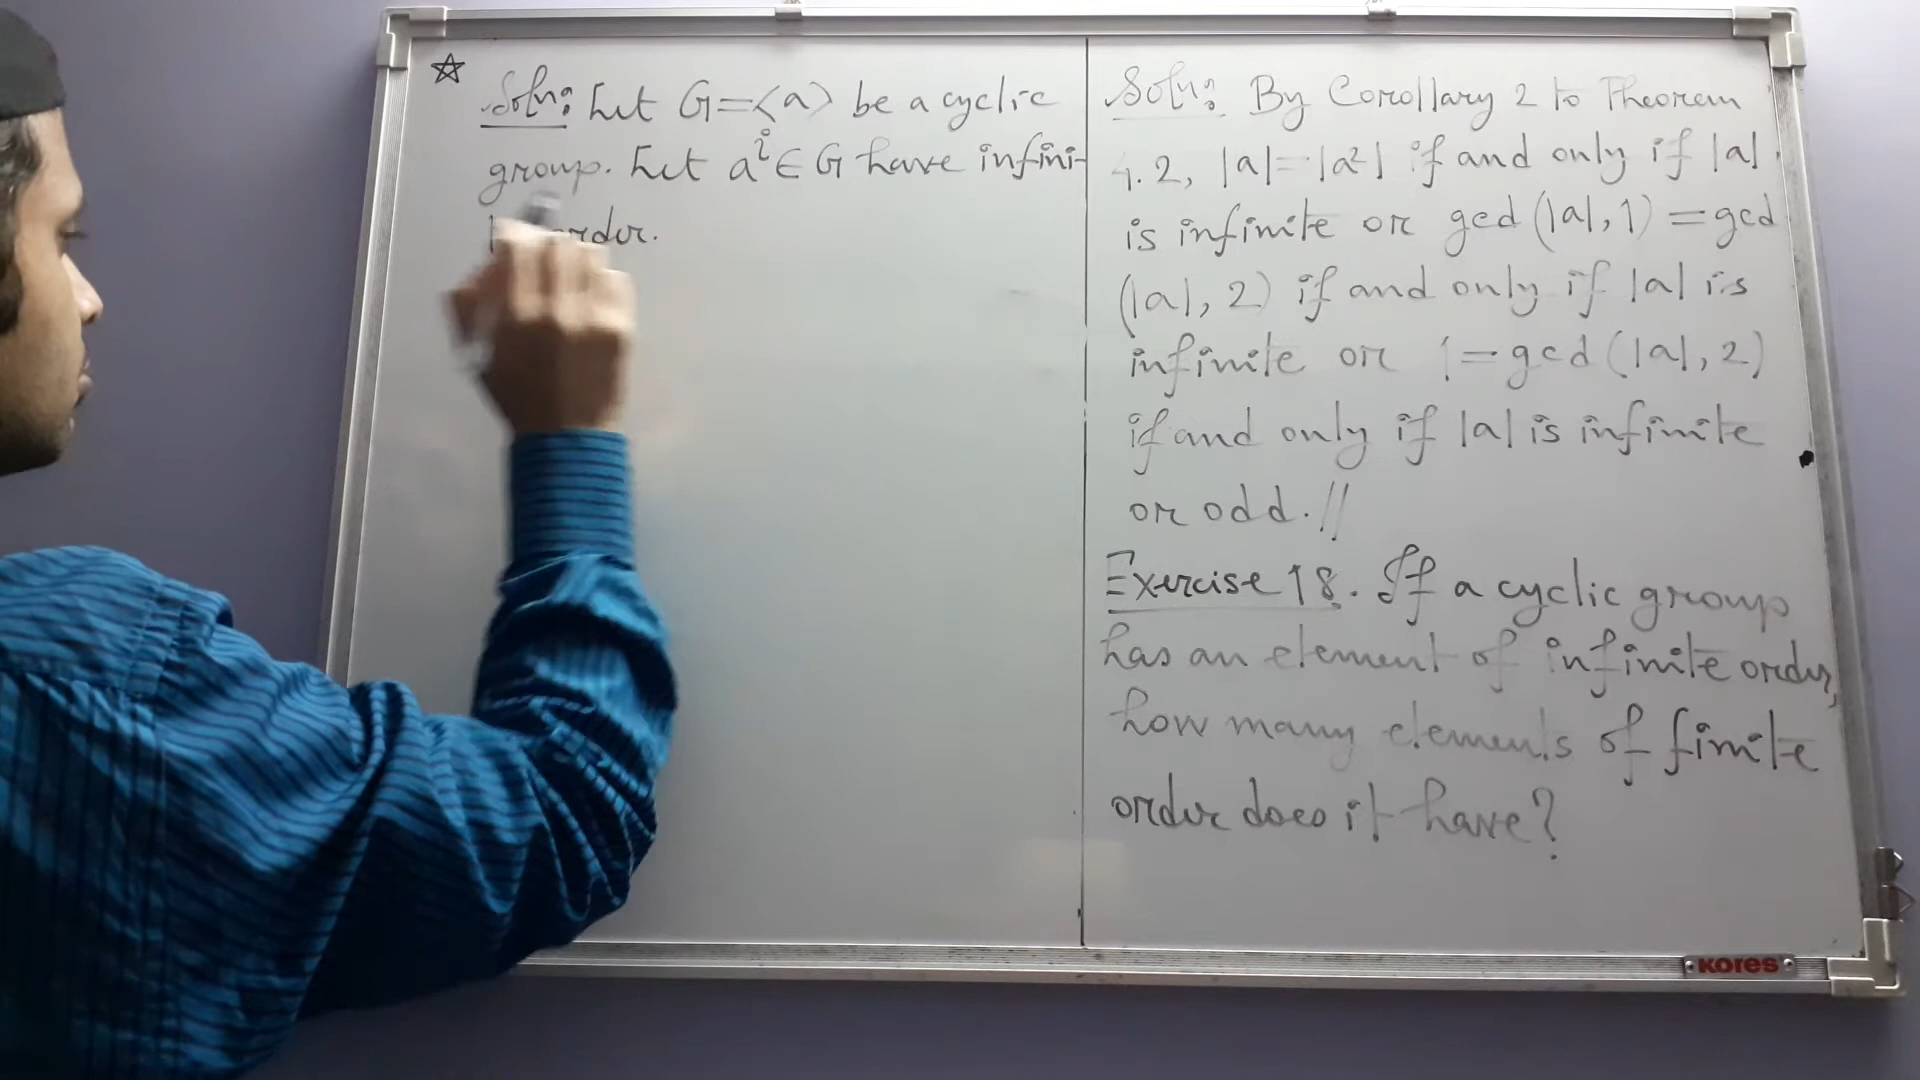 Soln: Let G=<a> be a cyclic
group. Let aⁱ∈G have infini-
order.
Soln: By Corollary 2 to Theorem
4.2, |a|=|a²| if and only if |a|
is infinite or gcd(|a|,1)=gcd
(|a|,2) if and only if |a| is
infinite or 1=gcd(|a|,2)
if and only if |a| is infinite
or odd.//
Exercise 18. If a cyclic group
has an element of infinite order,
how many elements of finite
order does it have?
KORES